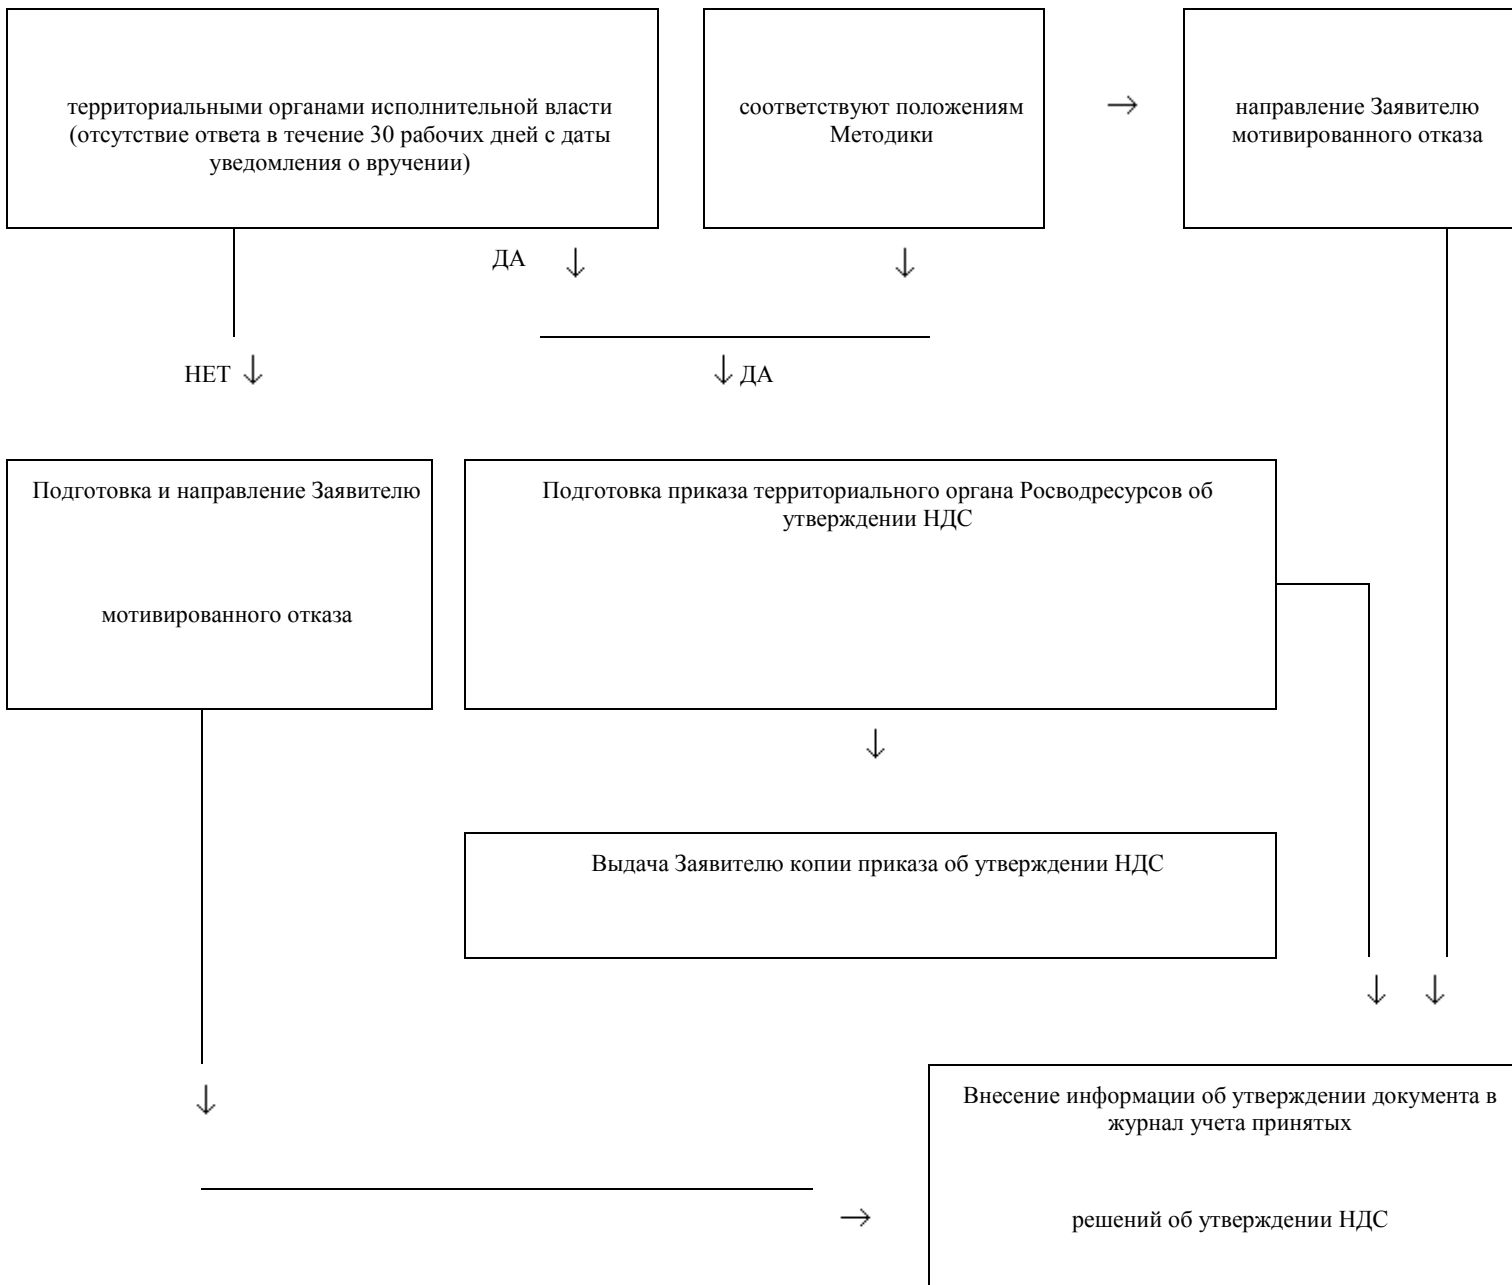 территориальными органами исполнительной власти
(отсутствие ответа в течение 30 рабочих дней с даты
уведомления о вручении)
соответствуют положениям
Методики
→
направление Заявителю
мотивированного отказа
ДА ↓
↓
НЕТ ↓
↓ ДА
Подготовка и направление Заявителю
мотивированного отказа
Подготовка приказа территориального органа Росводресурсов об
утверждении НДС
↓
Выдача Заявителю копии приказа об утверждении НДС
↓ ↓
↓
Внесение информации об утверждении документа в
журнал учета принятых
решений об утверждении НДС
→